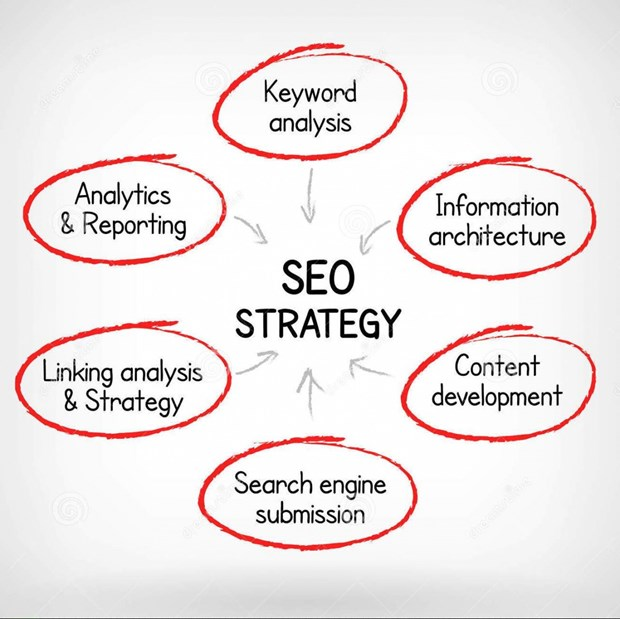 Keyword
analysis
Analytics
& Reporting
Information
architecture
SEO
STRATEGY
Linking analysis
& Strategy
Content
development
Search engine
submission